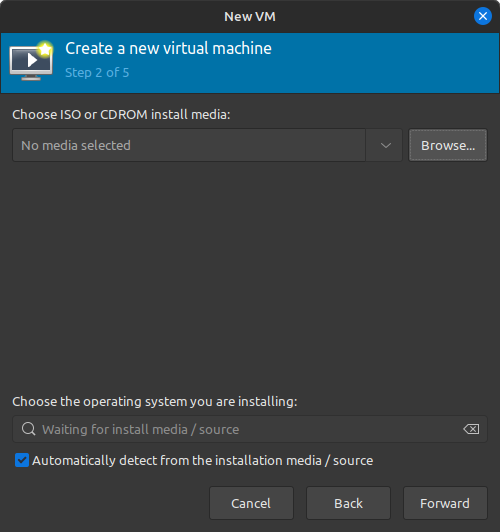 New VM
Create a new virtual machine
Step 2 of 5
Choose ISO or CDROM install media:
No media selected
Browse...
Choose the operating system you are installing:
Waiting for install media / source
Automatically detect from the installation media / source
Cancel
Back
Forward